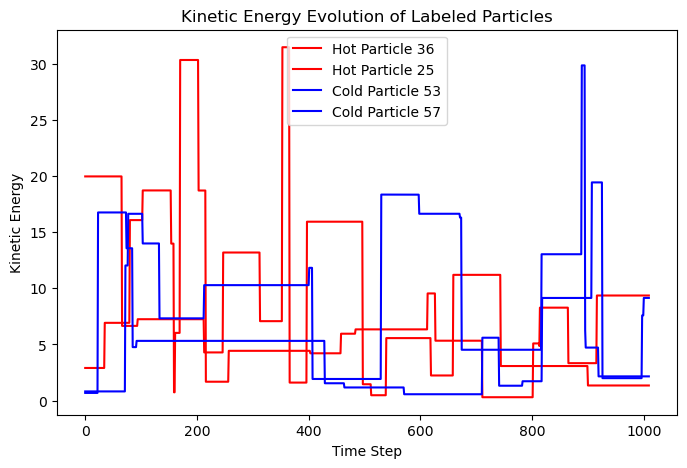 Kinetic Energy Evolution of Labeled Particles
Hot Particle 36
Hot Particle 25
Cold Particle 53
Cold Particle 57
Kinetic Energy
30
25
20
15
10
5
0
0 200 400 600 800 1000
Time Step